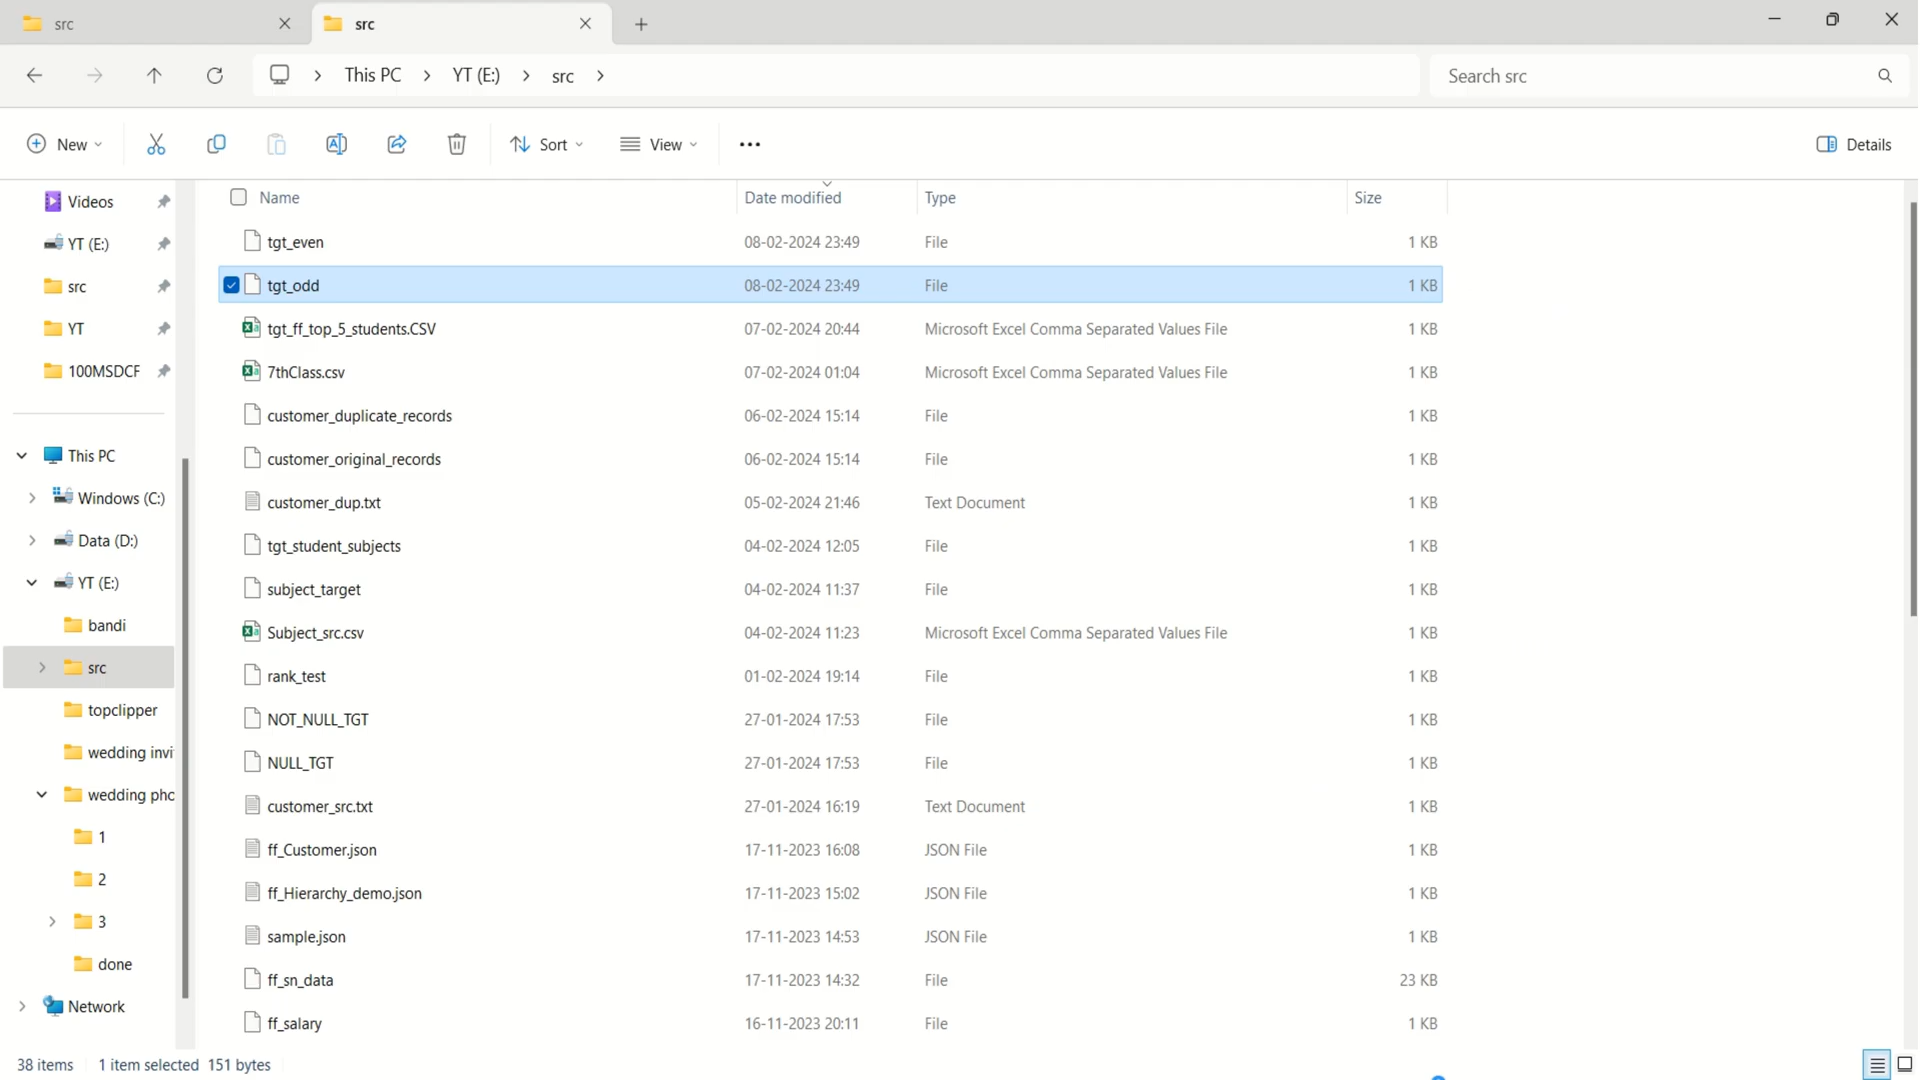 src
src
This PC > YT (E:) > src >
Search src
New
Sort
View
Details
Videos
YT (E:)
src
YT
100MSDCF
This PC
Windows (C:)
Data (D:)
YT (E:)
bandi
src
topclipper
wedding invi
wedding pho
1
2
3
done
Network
Name Date modified Type Size
tgt_even 08-02-2024 23:49 File 1 KB
tgt_odd 08-02-2024 23:49 File 1 KB
tgt_ff_top_5_students.CSV 07-02-2024 20:44 Microsoft Excel Comma Separated Values File 1 KB
7thClass.csv 07-02-2024 01:04 Microsoft Excel Comma Separated Values File 1 KB
customer_duplicate_records 06-02-2024 15:14 File 1 KB
customer_original_records 06-02-2024 15:14 File 1 KB
customer_dup.txt 05-02-2024 21:46 Text Document 1 KB
tgt_student_subjects 04-02-2024 12:05 File 1 KB
subject_target 04-02-2024 11:37 File 1 KB
Subject_src.csv 04-02-2024 11:23 Microsoft Excel Comma Separated Values File 1 KB
rank_test 01-02-2024 19:14 File 1 KB
NOT_NULL_TGT 27-01-2024 17:53 File 1 KB
NULL_TGT 27-01-2024 17:53 File 1 KB
customer_src.txt 27-01-2024 16:19 Text Document 1 KB
ff_Customer.json 17-11-2023 16:08 JSON File 1 KB
ff_Hierarchy_demo.json 17-11-2023 15:02 JSON File 1 KB
sample.json 17-11-2023 14:53 JSON File 1 KB
ff_sn_data 17-11-2023 14:32 File 23 KB
ff_salary 16-11-2023 20:11 File 1 KB
38 items 1 item selected 151 bytes